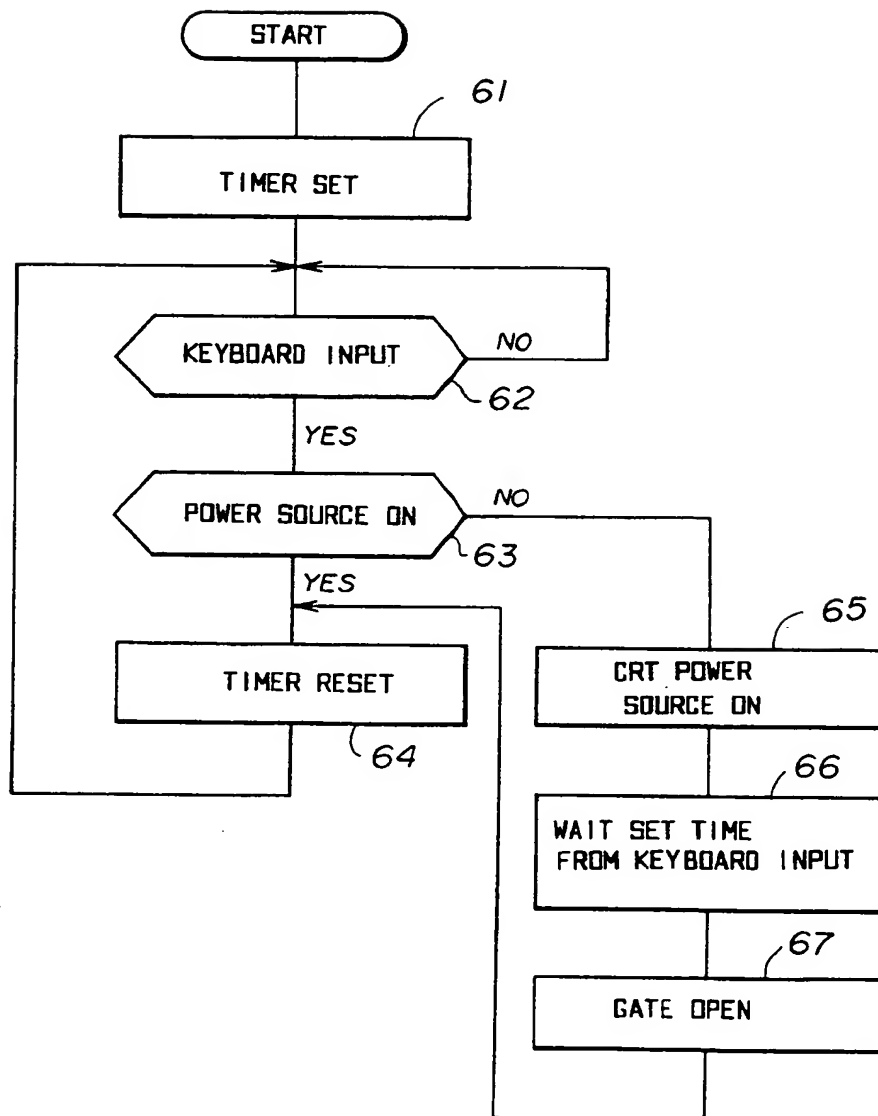 START
61
TIMER SET
KEYBOARD INPUT
NO
62
YES
POWER SOURCE ON
NO
63
YES
65
TIMER RESET
CRT POWER
SOURCE ON
64
66
WAIT SET TIME
FROM KEYBOARD INPUT
67
GATE OPEN